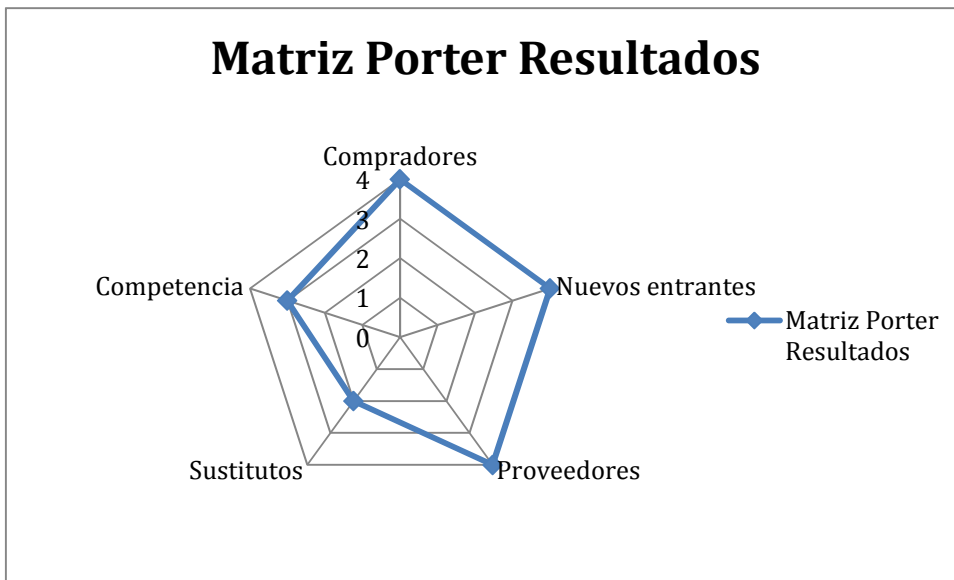 Matriz Porter Resultados
Compradores
4
3
2
1
0
Competencia
Nuevos entrantes
Sustitutos
Proveedores
Matriz Porter
Resultados